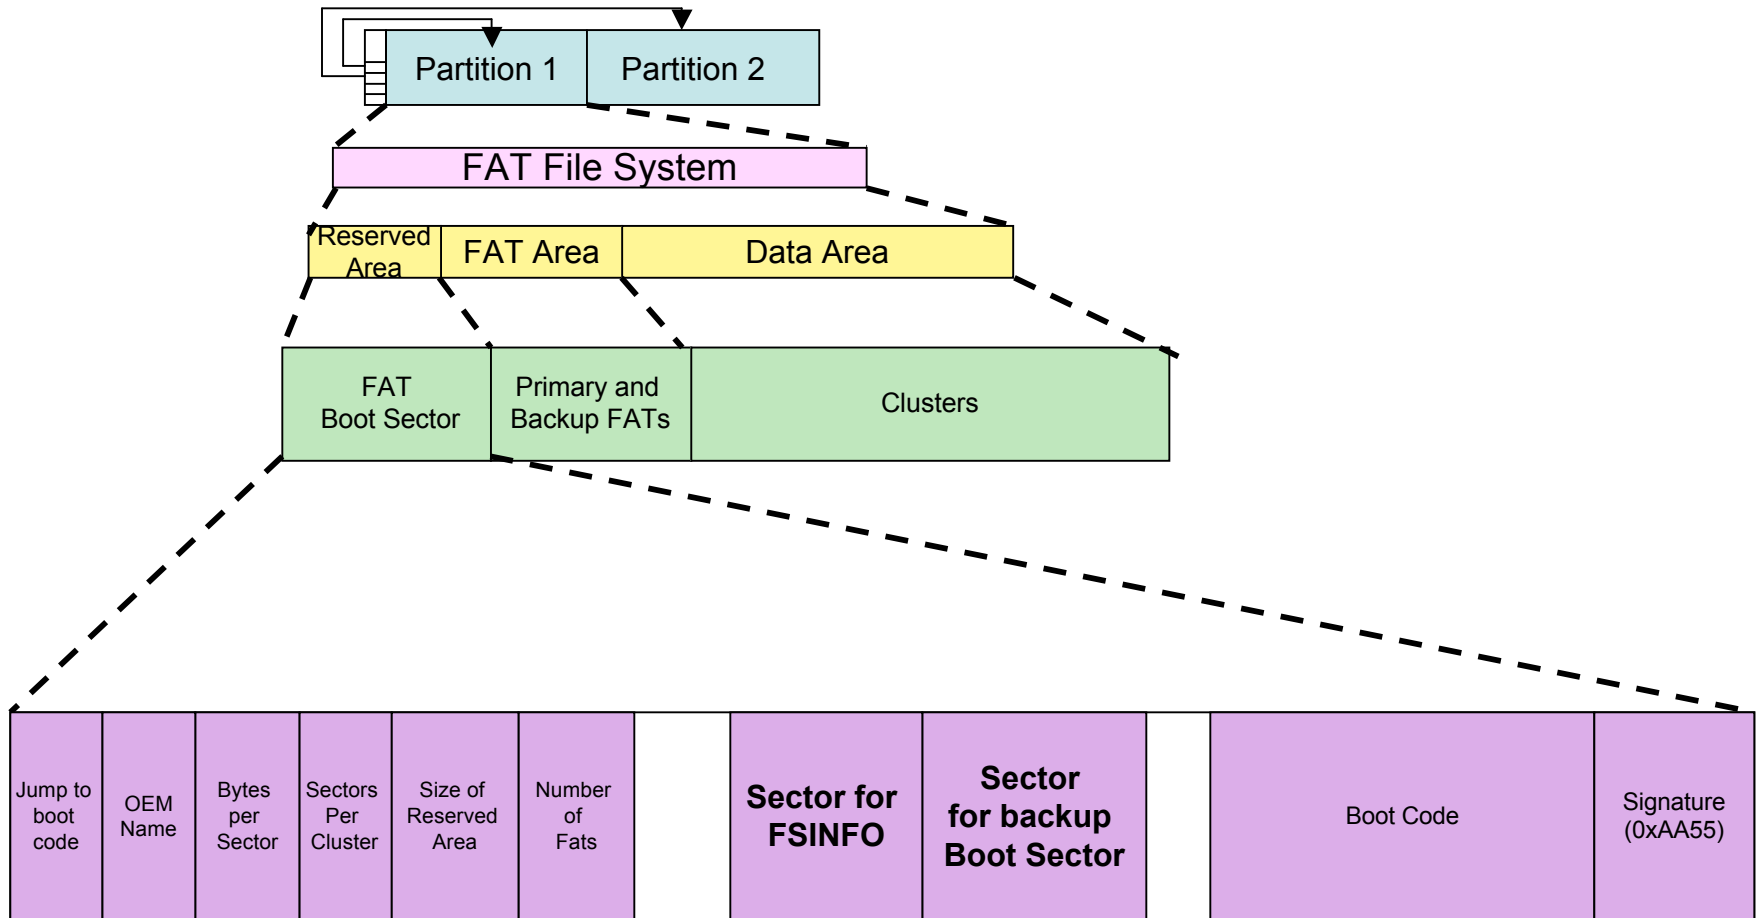 Partition 1
Partition 2
FAT File System
Reserved
Area
FAT Area
Data Area
FAT
Boot Sector
Primary and
Backup FATs
Clusters
Jump to
boot
code
OEM
Name
Bytes
per
Sector
Sectors
Per
Cluster
Size of
Reserved
Area
Number
of
Fats
Sector for
FSINFO
Sector
for backup
Boot Sector
Boot Code
Signature
(0xAA55)